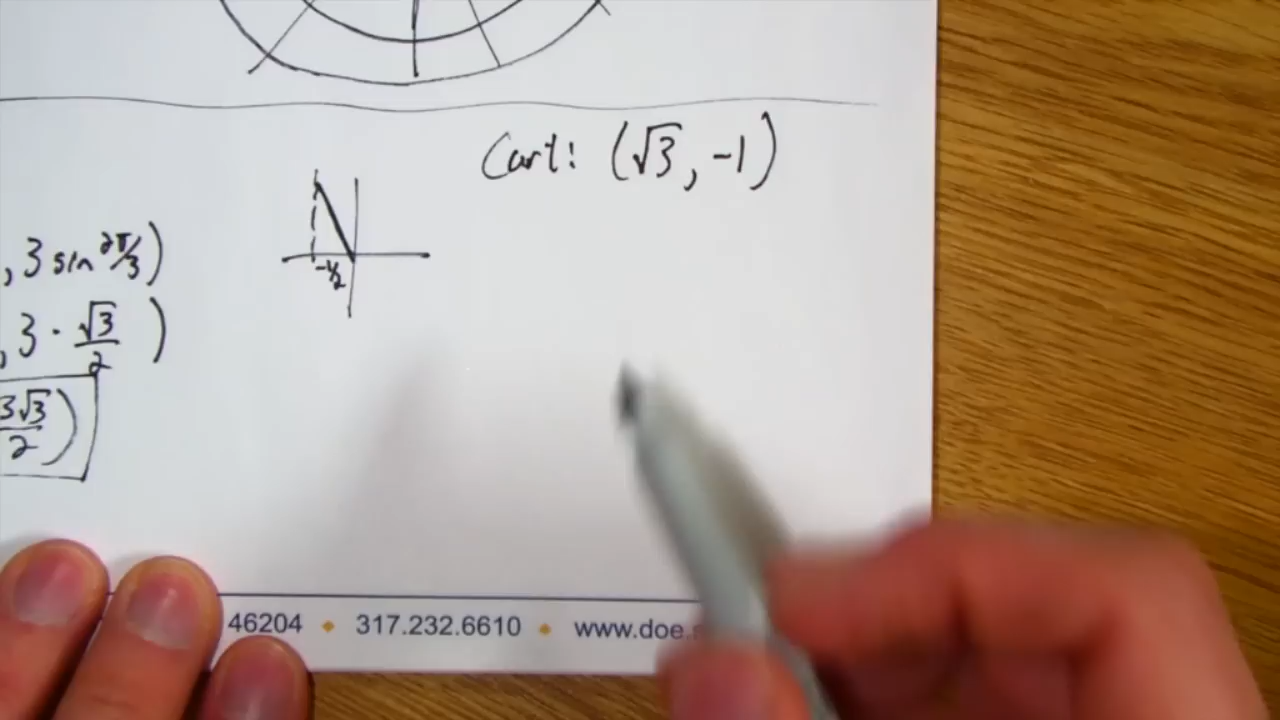 Cart: (√3, -1)
, 3 sin 2π/3)
-1/2
, 3 · √3/2 )
3√3/2)
46204 ◆ 317.232.6610 ◆ www.doe.